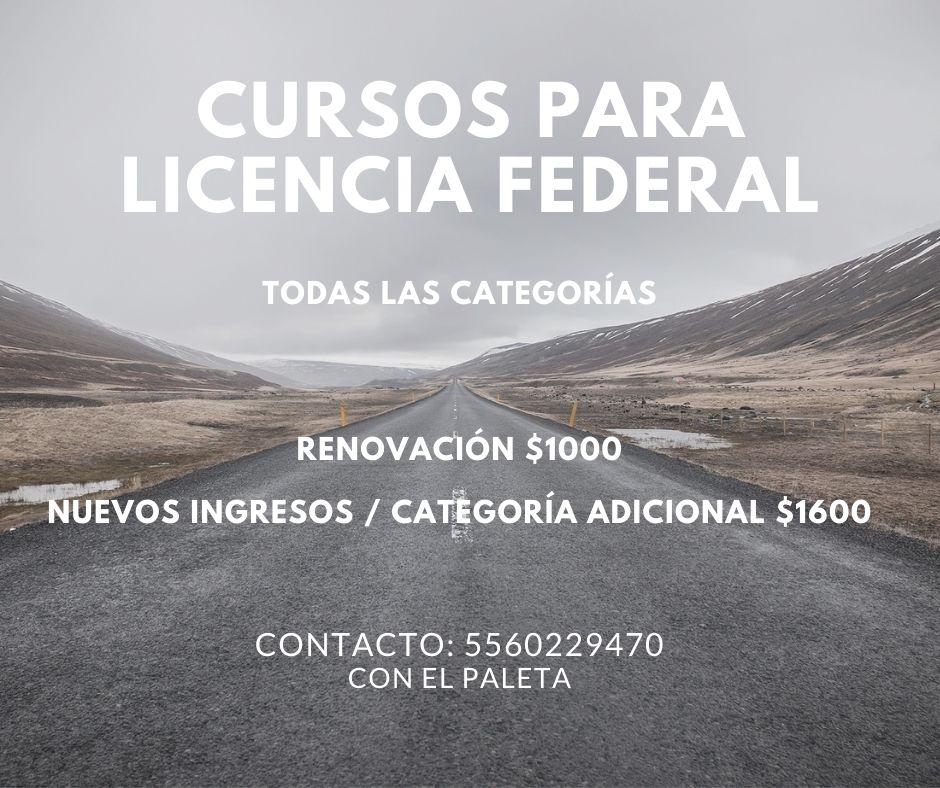 CURSOS PARA
LICENCIA FEDERAL
TODAS LAS CATEGORÍAS
RENOVACIÓN $1000
NUEVOS INGRESOS / CATEGORÍA ADICIONAL $1600
CONTACTO: 5560229470
CON EL PALETA